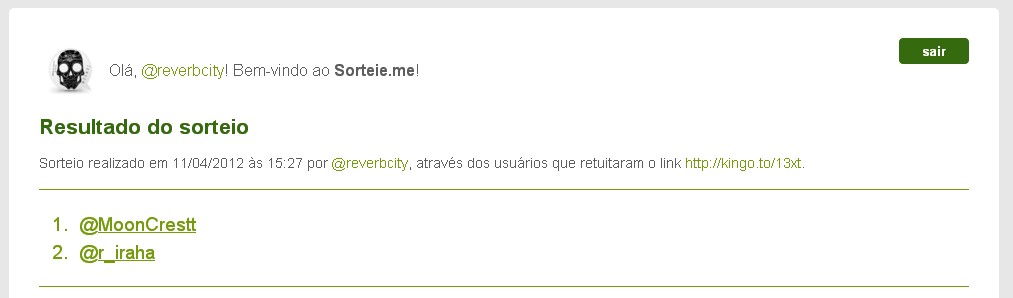 sair
Olá, @reverbcity! Bem-vindo ao Sorteie.me!
Resultado do sorteio
Sorteio realizado em 11/04/2012 às 15:27 por @reverbcity, através dos usuários que retuitaram o link http://kingo.to/13xt.
1. @MoonCrestt
2. @r_iraha